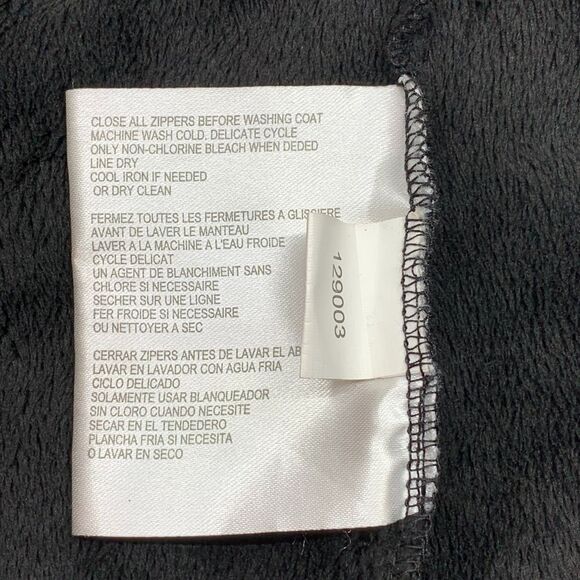 CLOSE ALL ZIPPERS BEFORE WASHING COAT
MACHINE WASH COLD. DELICATE CYCLE
ONLY NON-CHLORINE BLEACH WHEN DEDED
LINE DRY
COOL IRON IF NEEDED
OR DRY CLEAN
FERMEZ TOUTES LES FERMETURES A GLISSIERE
AVANT DE LAVER LE MANTEAU
LAVER A LA MACHINE A L'EAU FROIDE
CYCLE DELICAT
UN AGENT DE BLANCHIMENT SANS
CHLORE SI NECESSAIRE
SECHER SUR UNE LIGNE
FER FROIDE SI NECESSAIRE
OU NETTOYER A SEC
CERRAR ZIPERS ANTES DE LAVAR EL AB
LAVAR EN LAVADOR CON AGUA FRIA
CICLO DELICADO
SOLAMENTE USAR BLANQUEADOR
SIN CLORO CUANDO NECESITE
SECAR EN EL TENDEDERO
PLANCHA FRIA SI NECESITA
O LAVAR EN SECO
129003